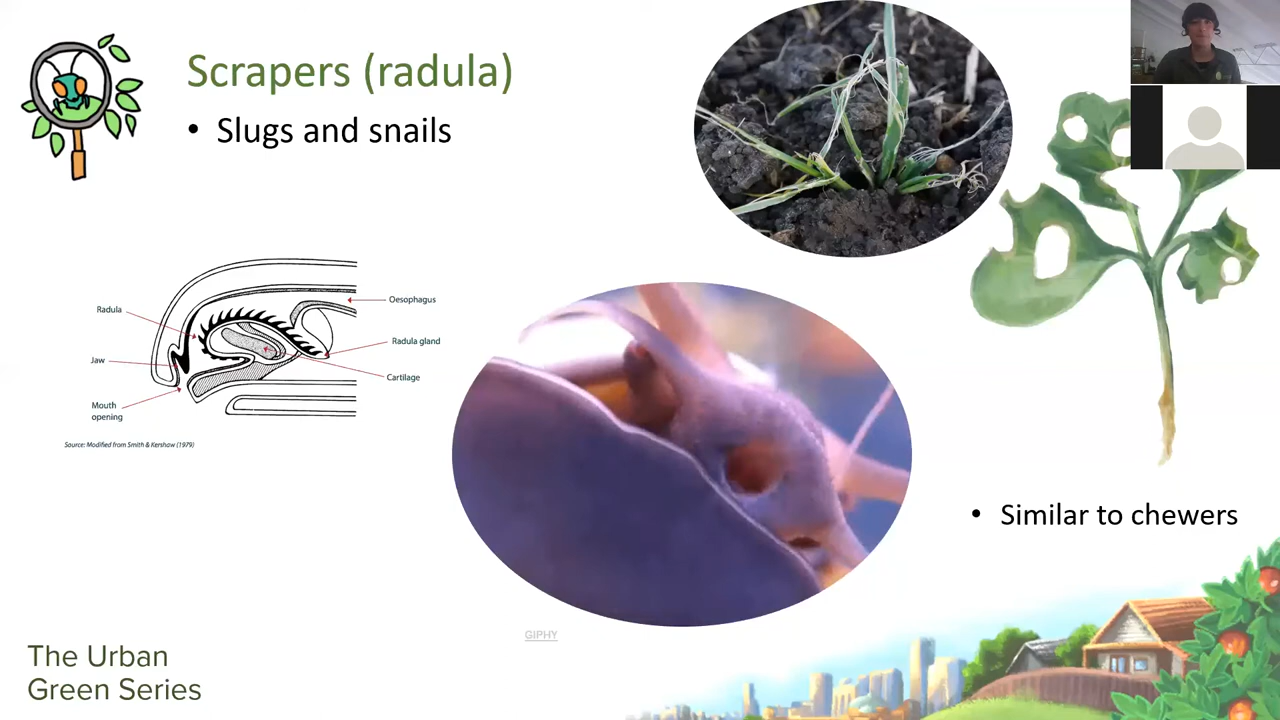 Scrapers (radula)
• Slugs and snails
Radula
Jaw
Mouth
opening
Oesophagus
Radula gland
Cartilage
Source: Modified from Smith & Kershaw (1979)
GIPHY
• Similar to chewers
The Urban
Green Series